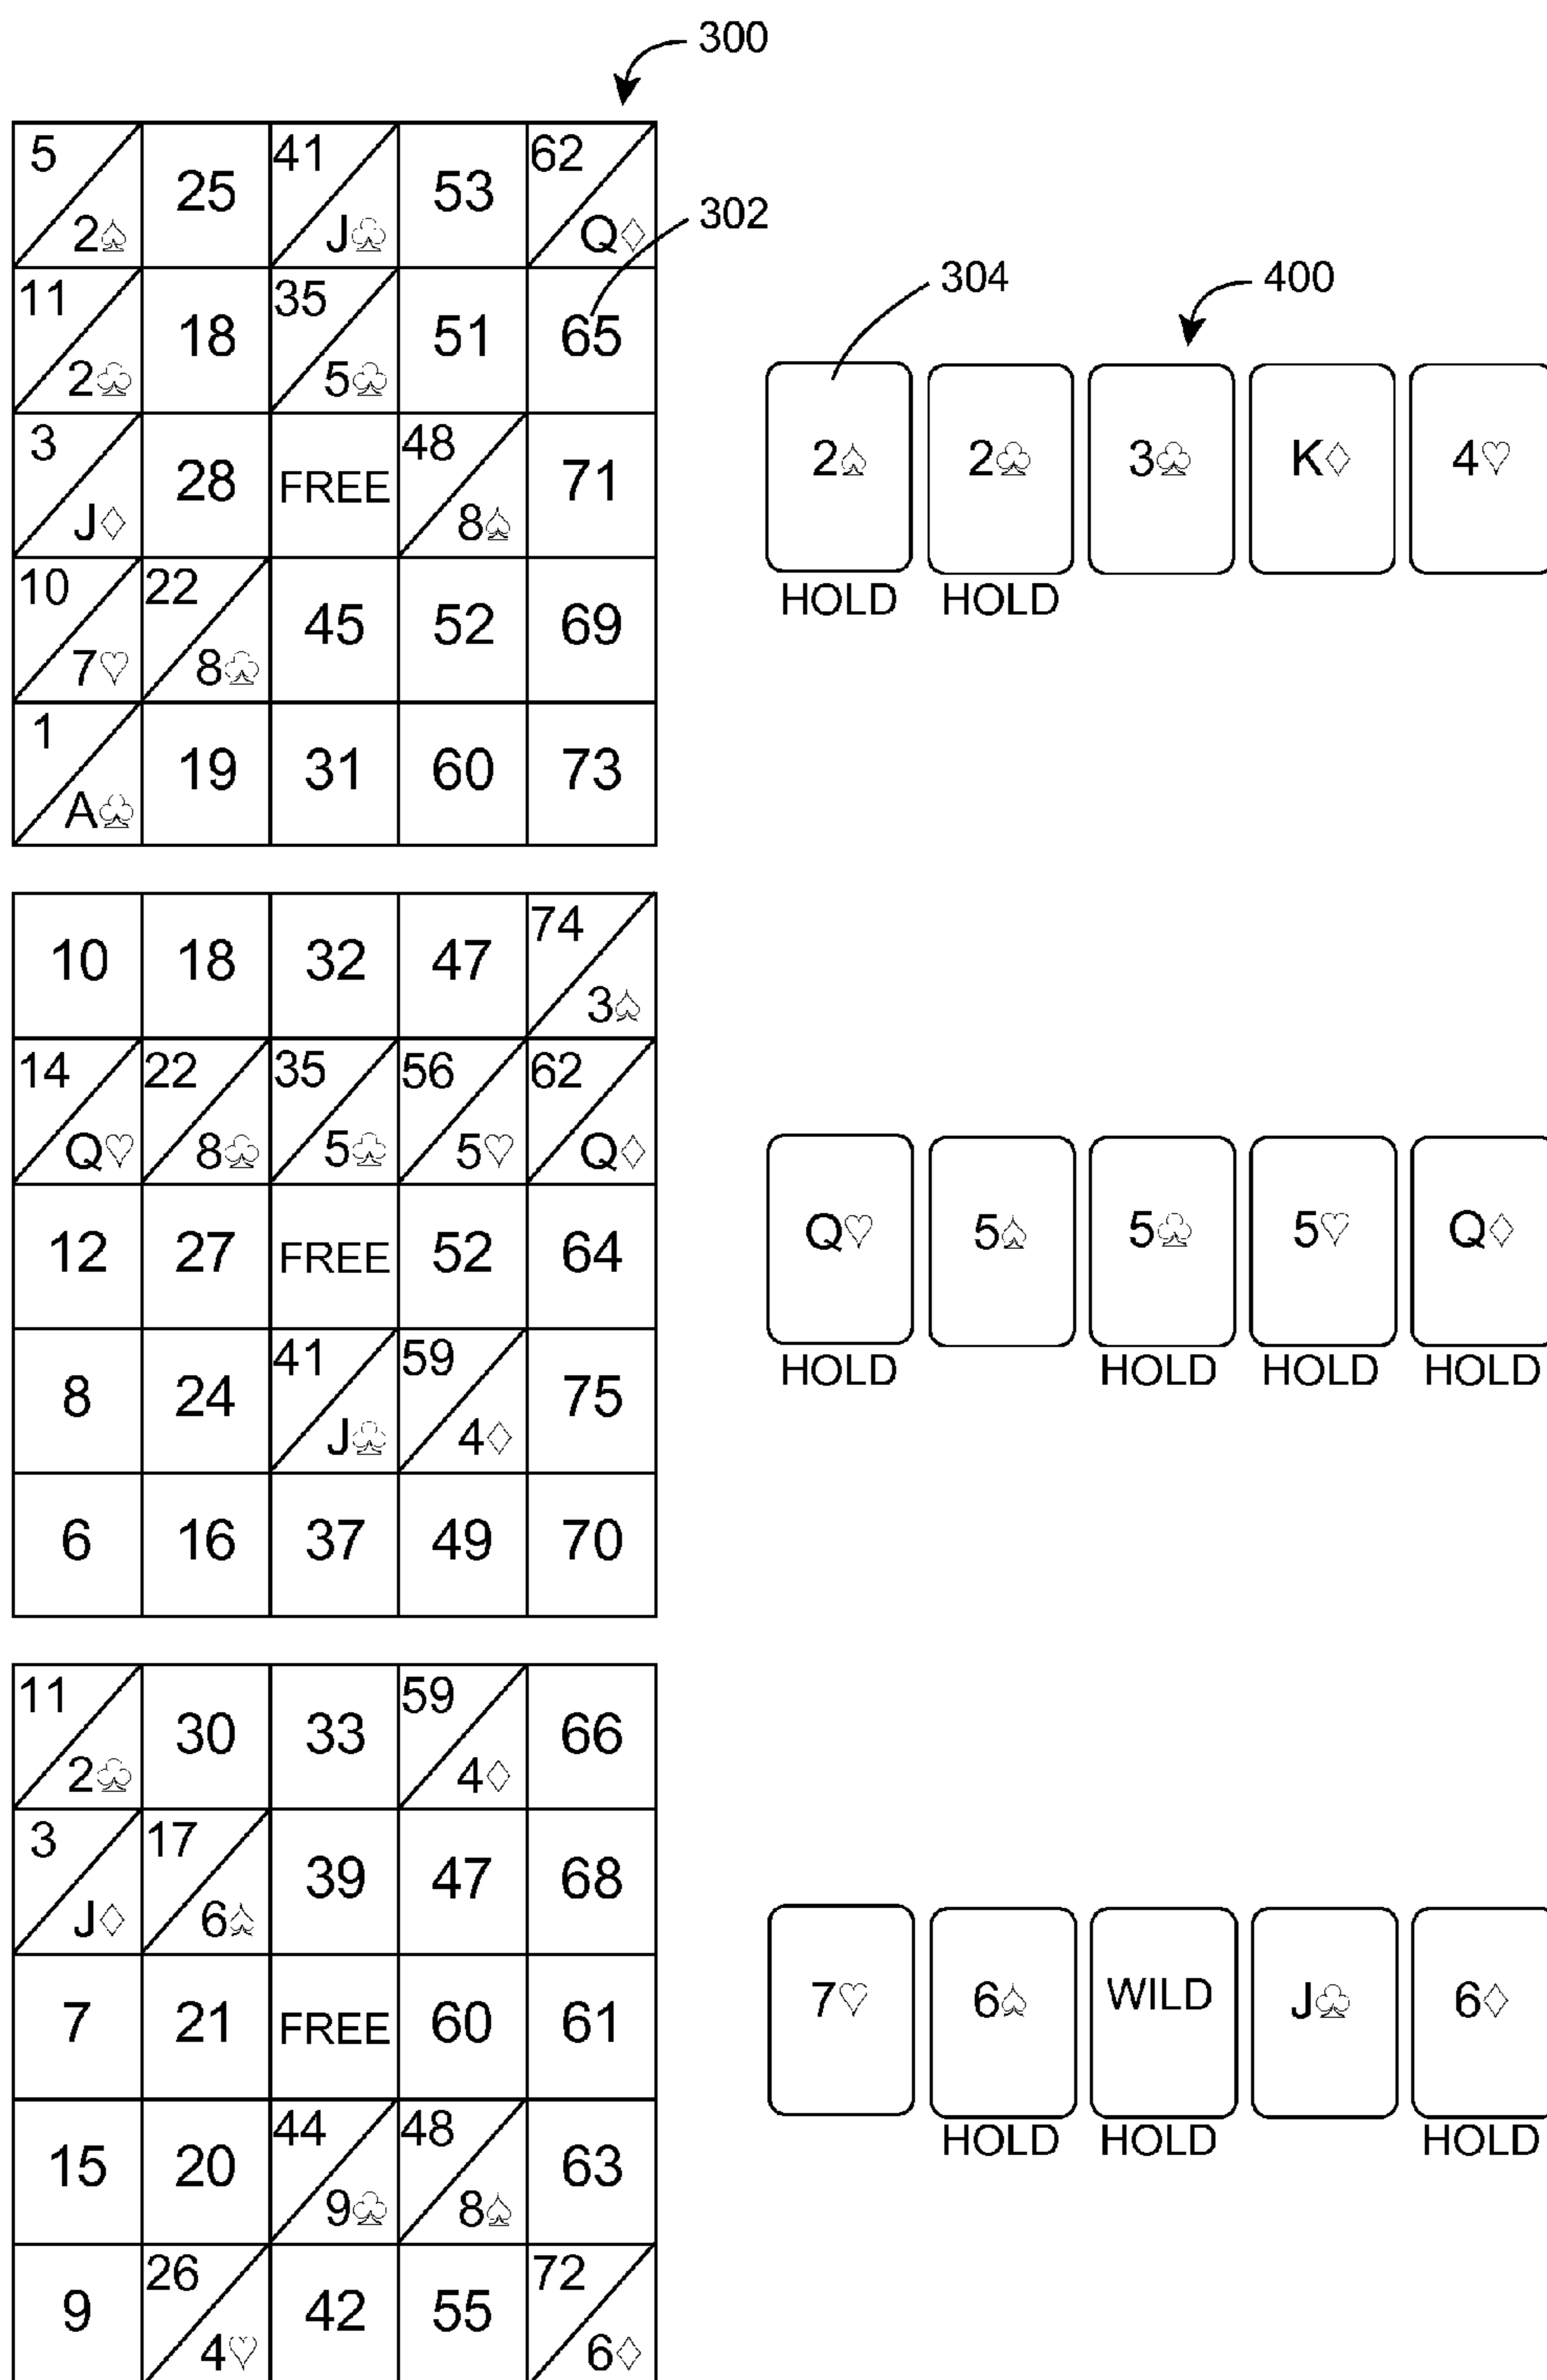 300
5 2♤ 25 41 J♧ 53 62 Q♢
302
11 2♧ 18 35 5♧ 51 65
304 400
3 J♢ 28 FREE 48 8♤ 71
2♤ 2♧ 3♧ K♢ 4♡
HOLD HOLD
10 7♡ 22 8♧ 45 52 69
1 A♧ 19 31 60 73
10 18 32 47 74 3♤
14 Q♡ 22 8♧ 35 5♧ 56 5♡ 62 Q♢
12 27 FREE 52 64
Q♡ 5♤ 5♧ 5♡ Q♢
HOLD HOLD HOLD HOLD
8 24 41 J♧ 59 4♢ 75
6 16 37 49 70
11 2♧ 30 33 59 4♢ 66
3 J♢ 17 6♤ 39 47 68
7 21 FREE 60 61
7♡ 6♤ WILD J♧ 6♢
HOLD HOLD HOLD
15 20 44 9♧ 48 8♤ 63
9 26 4♡ 42 55 72 6♢